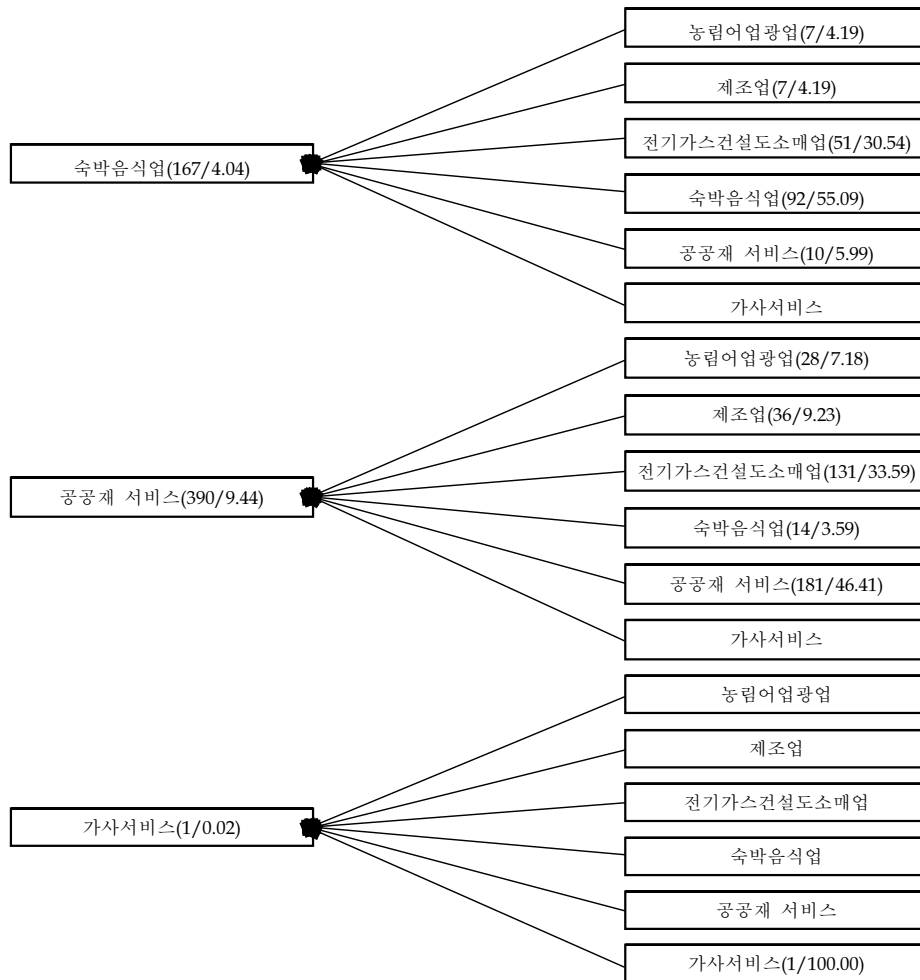 농림어업광업(7/4.19)
제조업(7/4.19)
전기가스건설도소매업(51/30.54)
숙박음식업(167/4.04)
숙박음식업(92/55.09)
공공재 서비스(10/5.99)
가사서비스
농림어업광업(28/7.18)
제조업(36/9.23)
전기가스건설도소매업(131/33.59)
공공재 서비스(390/9.44)
숙박음식업(14/3.59)
공공재 서비스(181/46.41)
가사서비스
농림어업광업
제조업
전기가스건설도소매업
가사서비스(1/0.02)
숙박음식업
공공재 서비스
가사서비스(1/100.00)